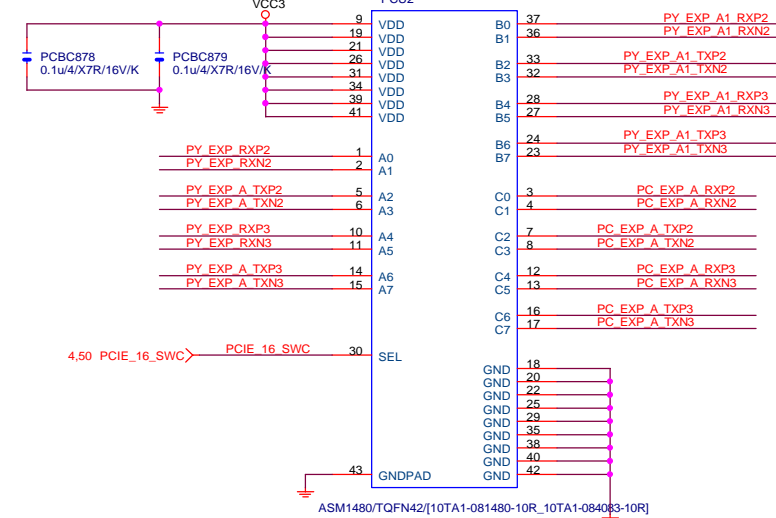 VCC3
PCBC878
0.1u/4/X7R/16V/K
PCBC879
0.1u/4/X7R/16V/K
9 VDD
19 VDD
21 VDD
26 VDD
31 VDD
34 VDD
39 VDD
41 VDD
PY_EXP_RXP2 1 A0
PY_EXP_RXN2 2 A1
PY_EXP_A_TXP2 5 A2
PY_EXP_A_TXN2 6 A3
PY_EXP_RXP3 10 A4
PY_EXP_RXN3 11 A5
PY_EXP_A_TXP3 14 A6
PY_EXP_A_TXN3 15 A7
4,50 PCIE_16_SWC PCIE_16_SWC 30 SEL
43 GNDPAD
B0 37 PY_EXP_A1_RXP2
B1 36 PY_EXP_A1_RXN2
B2 33 PY_EXP_A1_TXP2
B3 32 PY_EXP_A1_TXN2
B4 28 PY_EXP_A1_RXP3
B5 27 PY_EXP_A1_RXN3
B6 24 PY_EXP_A1_TXP3
B7 23 PY_EXP_A1_TXN3
C0 3 PC_EXP_A_RXP2
C1 4 PC_EXP_A_RXN2
C2 7 PC_EXP_A_TXP2
C3 8 PC_EXP_A_TXN2
C4 12 PC_EXP_A_RXP3
C5 13 PC_EXP_A_RXN3
C6 16 PC_EXP_A_TXP3
C7 17 PC_EXP_A_TXN3
GND 18
GND 20
GND 22
GND 25
GND 29
GND 35
GND 38
GND 40
GND 42
ASM1480/TQFN42/[10TA1-081480-10R_10TA1-084083-10R]